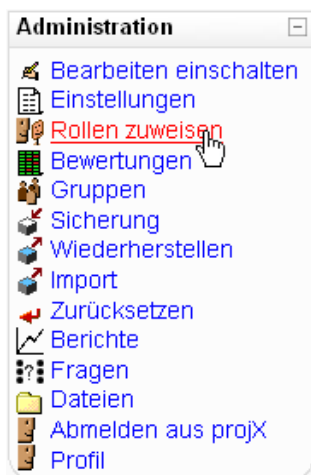 Administration
Bearbeiten einschalten
Einstellungen
Rollen zuweisen
Bewertungen
Gruppen
Sicherung
Wiederherstellen
Import
Zurücksetzen
Berichte
Fragen
Dateien
Abmelden aus projX
Profil